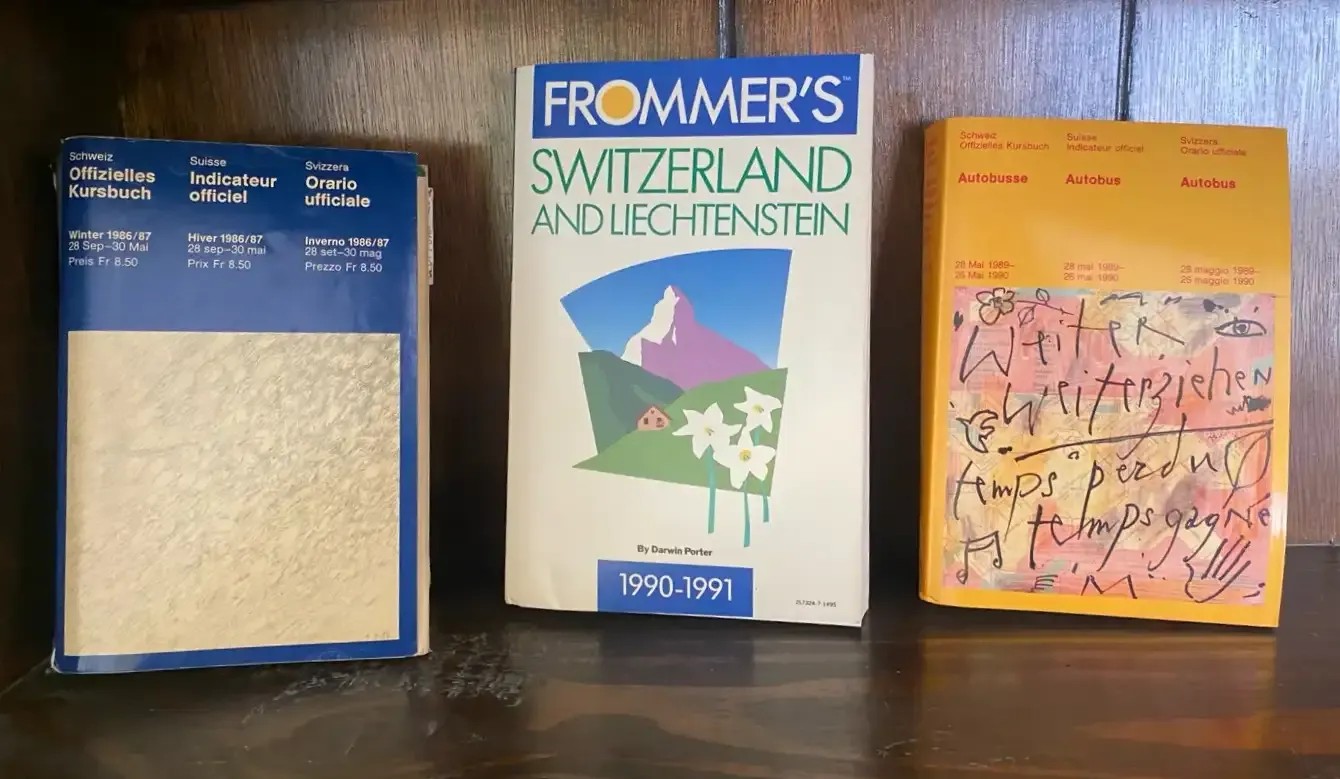 Schweiz
Offizielles
Kursbuch
Winter 1986/87
28 Sep–30 Mai
Preis Fr 8.50
Suisse
Indicateur
officiel
Hiver 1986/87
28 sep–30 mai
Prix Fr 8.50
Svizzera
Orario
ufficiale
Inverno 1986/87
28 set–30 mag
Prezzo Fr 8.50
FROMMER'S™
SWITZERLAND
AND LIECHTENSTEIN
By Darwin Porter
1990-1991
Schweiz
Offizielles Kursbuch
Autobusse
28 Mai 1989–
26 Mai 1990
Suisse
Indicateur officiel
Autobus
28 mai 1989–
26 mai 1990
Svizzera
Orario ufficiale
Autobus
28 maggio 1989–
26 maggio 1990
Weiter
weiterziehen
temps perdu
temps gagné